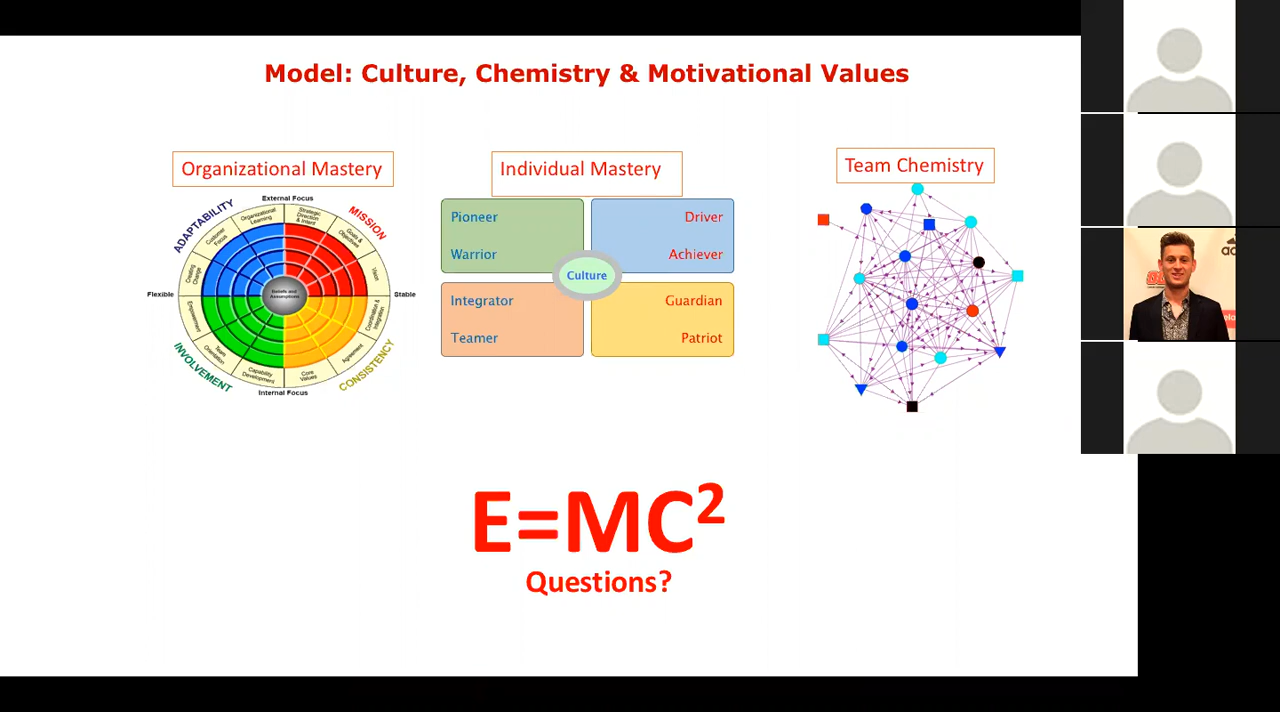 Model: Culture, Chemistry & Motivational Values
Organizational Mastery
External Focus
ADAPTABILITY
MISSION
Organizational
Learning
Strategic
Direction
& Intent
Customer
Focus
Goals &
Objectives
Creating
Change
Vision
Flexible
Beliefs and
Assumptions
Stable
Empowerment
Coordination &
Integration
Team
Orientation
Agreement
Capability
Development
Core
Values
INVOLVEMENT
CONSISTENCY
Internal Focus
Individual Mastery
Pioneer
Driver
Warrior
Achiever
Culture
Integrator
Guardian
Teamer
Patriot
Team Chemistry
E=MC²
Questions?